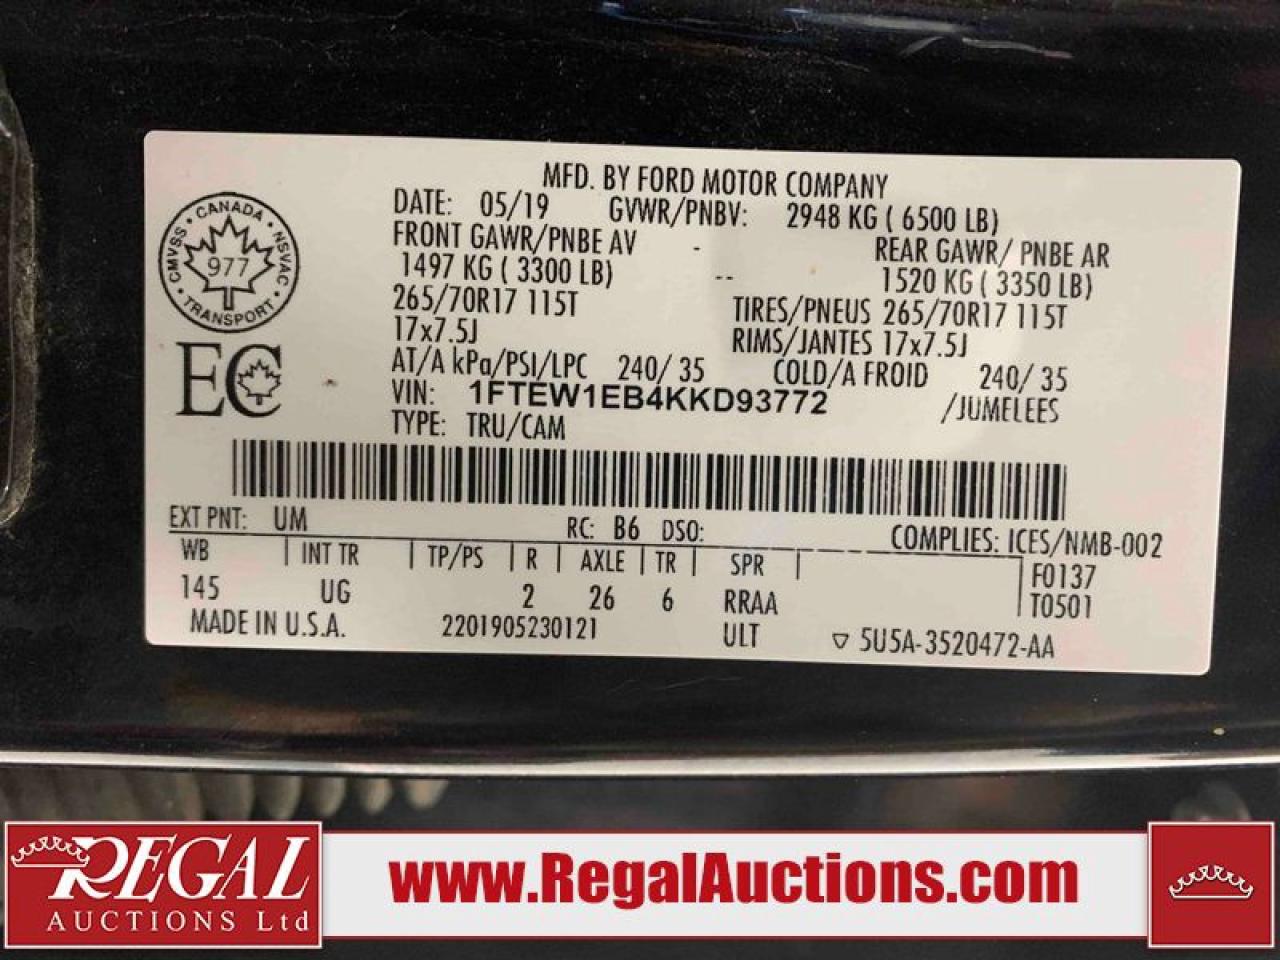 MFD. BY FORD MOTOR COMPANY
DATE: 05/19 GVWR/PNBV: 2948 KG ( 6500 LB)
FRONT GAWR/PNBE AV - REAR GAWR/ PNBE AR
1497 KG ( 3300 LB) -- 1520 KG ( 3350 LB)
265/70R17 115T TIRES/PNEUS 265/70R17 115T
17x7.5J RIMS/JANTES 17x7.5J
AT/A kPa/PSI/LPC 240/ 35 COLD/A FROID 240/ 35
VIN: 1FTEW1EB4KKD93772 /JUMELEES
TYPE: TRU/CAM
CANADA
CMVSS 977 NSVAC
TRANSPORT
EC
EXT PNT: UM RC: B6 DSO: COMPLIES: ICES/NMB-002
WB | INT TR | TP/PS | R | AXLE | TR | SPR | F0137
145 UG 2 26 6 RRAA T0501
MADE IN U.S.A. 2201905230121 ULT ▽ 5U5A-3520472-AA
REGAL
AUCTIONS Ltd
www.RegalAuctions.com